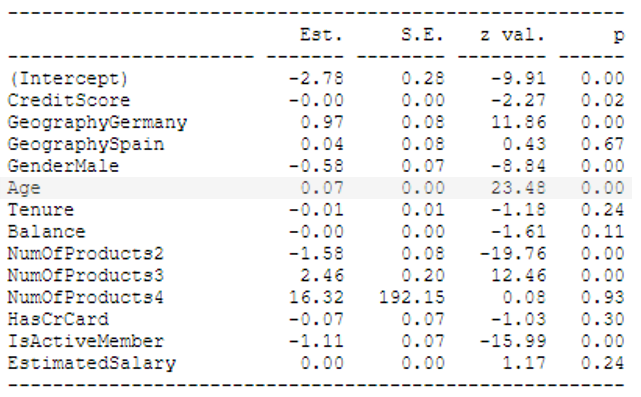 Est. S.E. z val. p
(Intercept) -2.78 0.28 -9.91 0.00
CreditScore -0.00 0.00 -2.27 0.02
GeographyGermany 0.97 0.08 11.86 0.00
GeographySpain 0.04 0.08 0.43 0.67
GenderMale -0.58 0.07 -8.84 0.00
Age 0.07 0.00 23.48 0.00
Tenure -0.01 0.01 -1.18 0.24
Balance -0.00 0.00 -1.61 0.11
NumOfProducts2 -1.58 0.08 -19.76 0.00
NumOfProducts3 2.46 0.20 12.46 0.00
NumOfProducts4 16.32 192.15 0.08 0.93
HasCrCard -0.07 0.07 -1.03 0.30
IsActiveMember -1.11 0.07 -15.99 0.00
EstimatedSalary 0.00 0.00 1.17 0.24